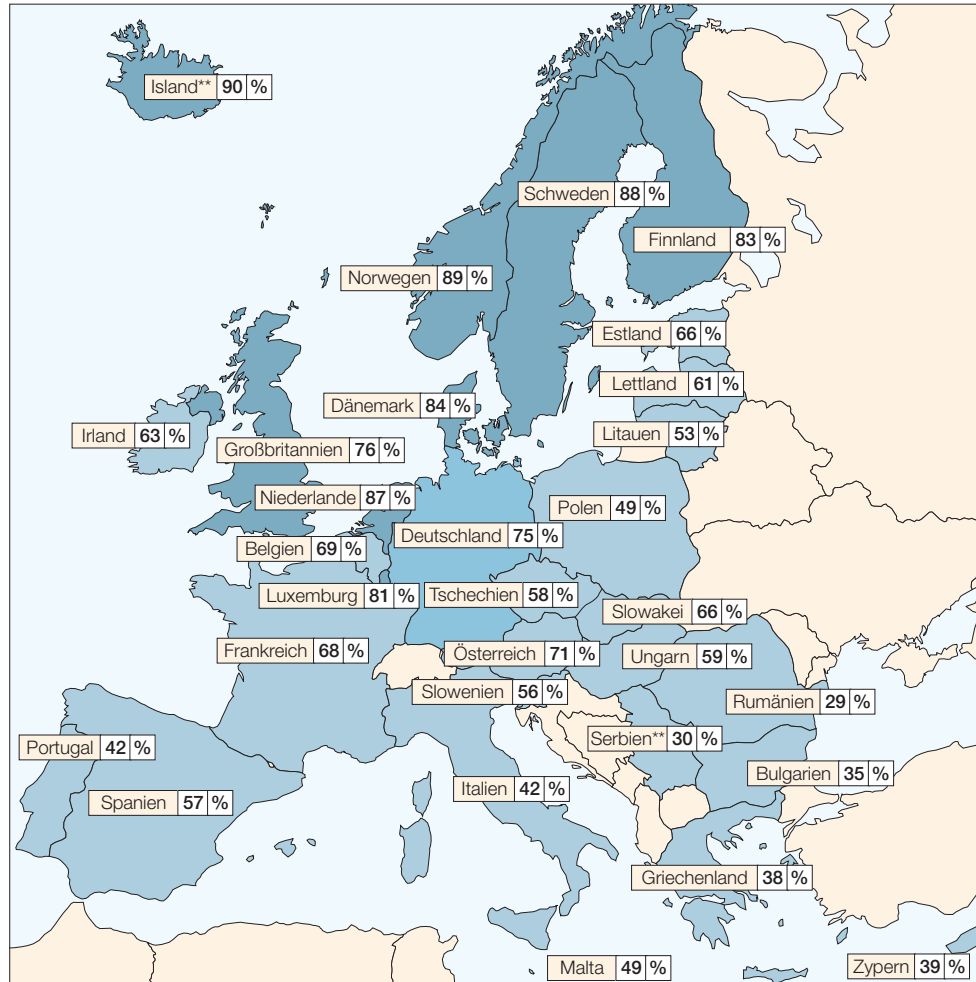 Island** 90 %
Schweden 88 %
Finnland 83 %
Norwegen 89 %
Estland 66 %
Lettland 61 %
Dänemark 84 %
Irland 63 %
Litauen 53 %
Großbritannien 76 %
Niederlande 87 %
Polen 49 %
Deutschland 75 %
Belgien 69 %
Luxemburg 81 %
Tschechien 58 %
Slowakei 66 %
Frankreich 68 %
Österreich 71 %
Ungarn 59 %
Slowenien 56 %
Rumänien 29 %
Serbien** 30 %
Portugal 42 %
Bulgarien 35 %
Spanien 57 %
Italien 42 %
Griechenland 38 %
Malta 49 %
Zypern 39 %